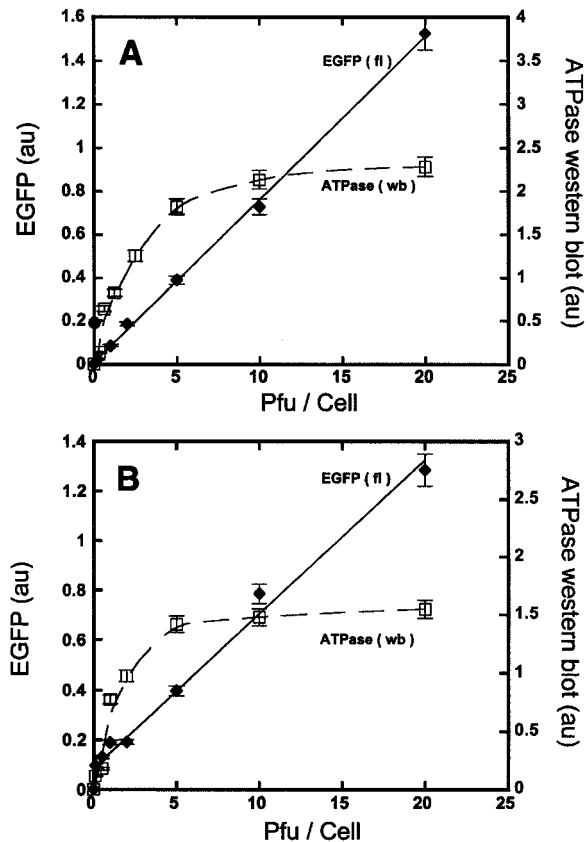 A
EGFP ( fl )
ATPase ( wb )
EGFP (au)
1.6
1.4
1.2
1
0.8
0.6
0.4
0.2
0
4
3.5
3
2.5
2
1.5
1
0.5
0
ATPase western blot (au)
0 5 10 15 20 25
Pfu / Cell
B
EGFP ( fl )
ATPase ( wb )
EGFP (au)
1.4
1.2
1
0.8
0.6
0.4
0.2
0
3
2.5
2
1.5
1
0.5
0
ATPase western blot (au)
0 5 10 15 20 25
Pfu / Cell